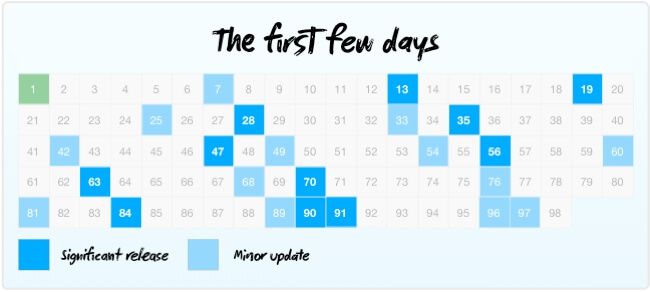 The first few days
1 2 3 4 5 6 7 8 9 10 11 12 13 14 15 16 17 18 19 20
21 22 23 24 25 26 27 28 29 30 31 32 33 34 35 36 37 38 39 40
41 42 43 44 45 46 47 48 49 50 51 52 53 54 55 56 57 58 59 60
61 62 63 64 65 66 67 68 69 70 71 72 73 74 75 76 77 78 79 80
81 82 83 84 85 86 87 88 89 90 91 92 93 94 95 96 97 98
Significant release Minor update